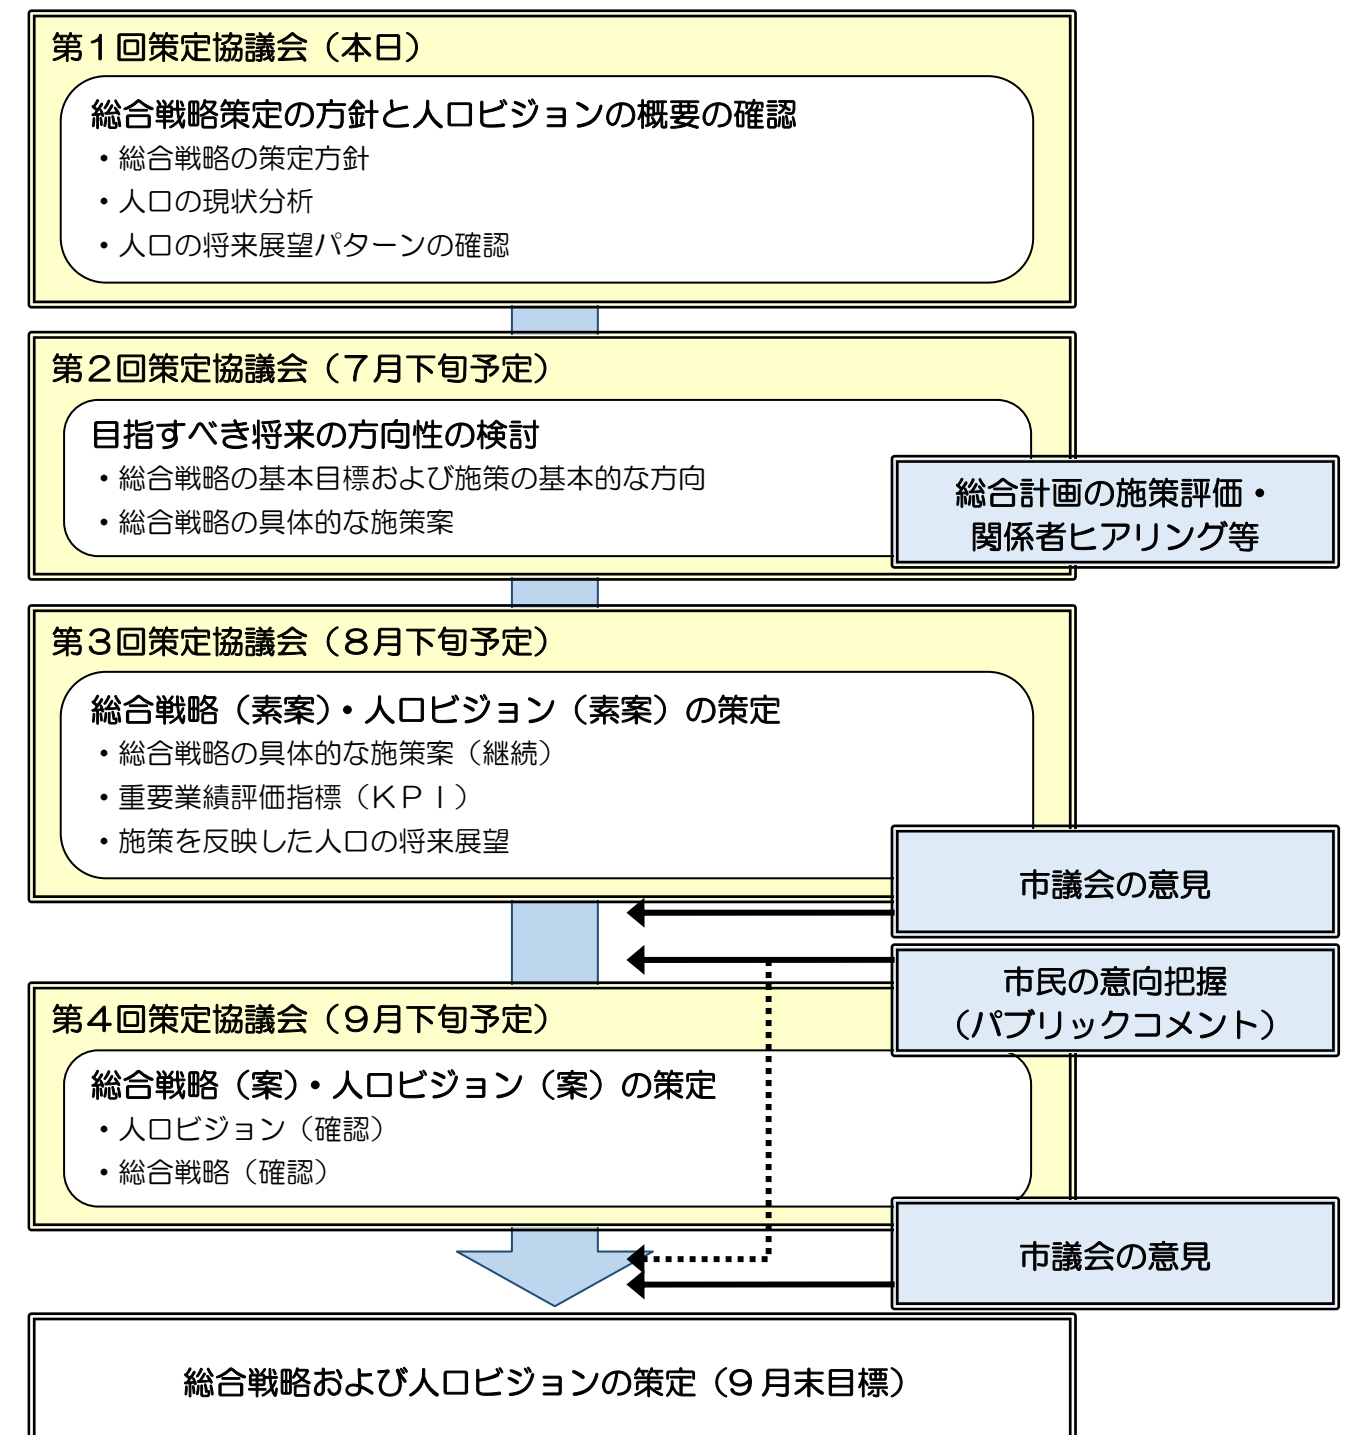 第１回策定協議会（本日）
総合戦略策定の方針と人口ビジョンの概要の確認
・総合戦略の策定方針
・人口の現状分析
・人口の将来展望パターンの確認
第２回策定協議会（７月下旬予定）
目指すべき将来の方向性の検討
・総合戦略の基本目標および施策の基本的な方向
・総合戦略の具体的な施策案
総合計画の施策評価・
関係者ヒアリング等
第３回策定協議会（８月下旬予定）
総合戦略（素案）・人口ビジョン（素案）の策定
・総合戦略の具体的な施策案（継続）
・重要業績評価指標（ＫＰＩ）
・施策を反映した人口の将来展望
市議会の意見
市民の意向把握
（パブリックコメント）
第４回策定協議会（９月下旬予定）
総合戦略（案）・人口ビジョン（案）の策定
・人口ビジョン（確認）
・総合戦略（確認）
市議会の意見
総合戦略および人口ビジョンの策定（９月末目標）